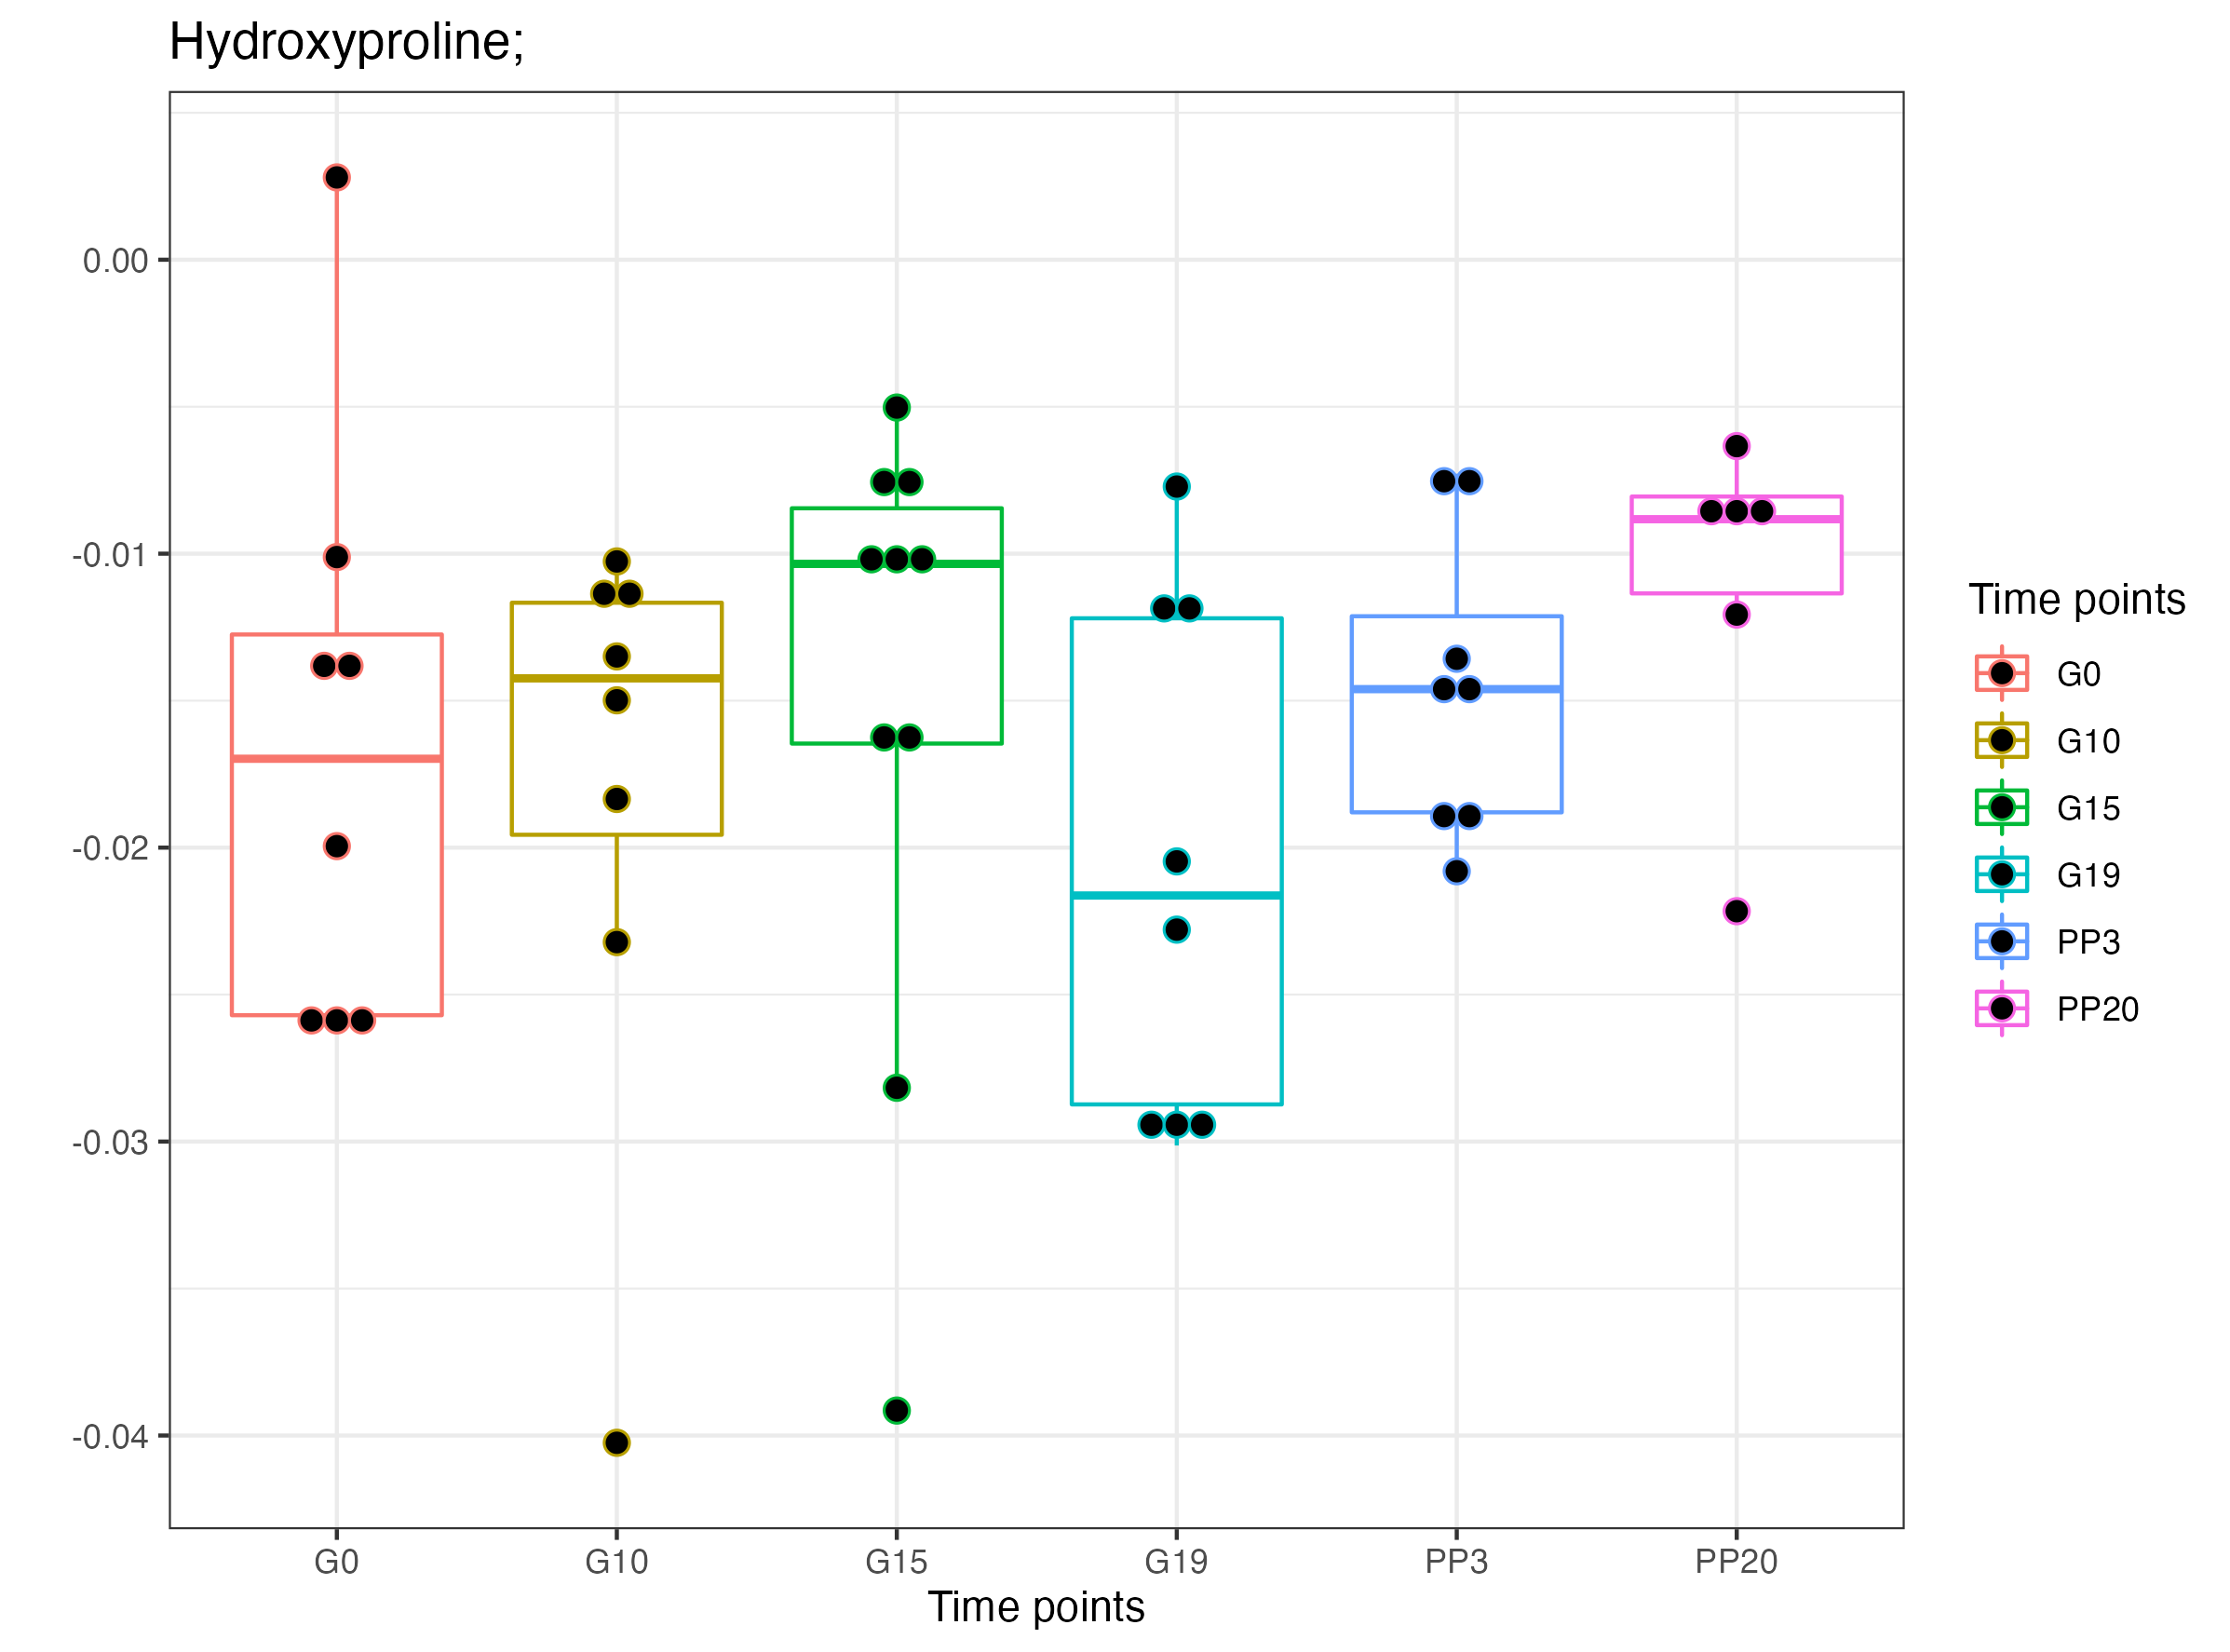 Hydroxyproline;
0.00
-0.01
-0.02
-0.03
-0.04
G0 G10 G15 G19 PP3 PP20
Time points
Time points
G0
G10
G15
G19
PP3
PP20